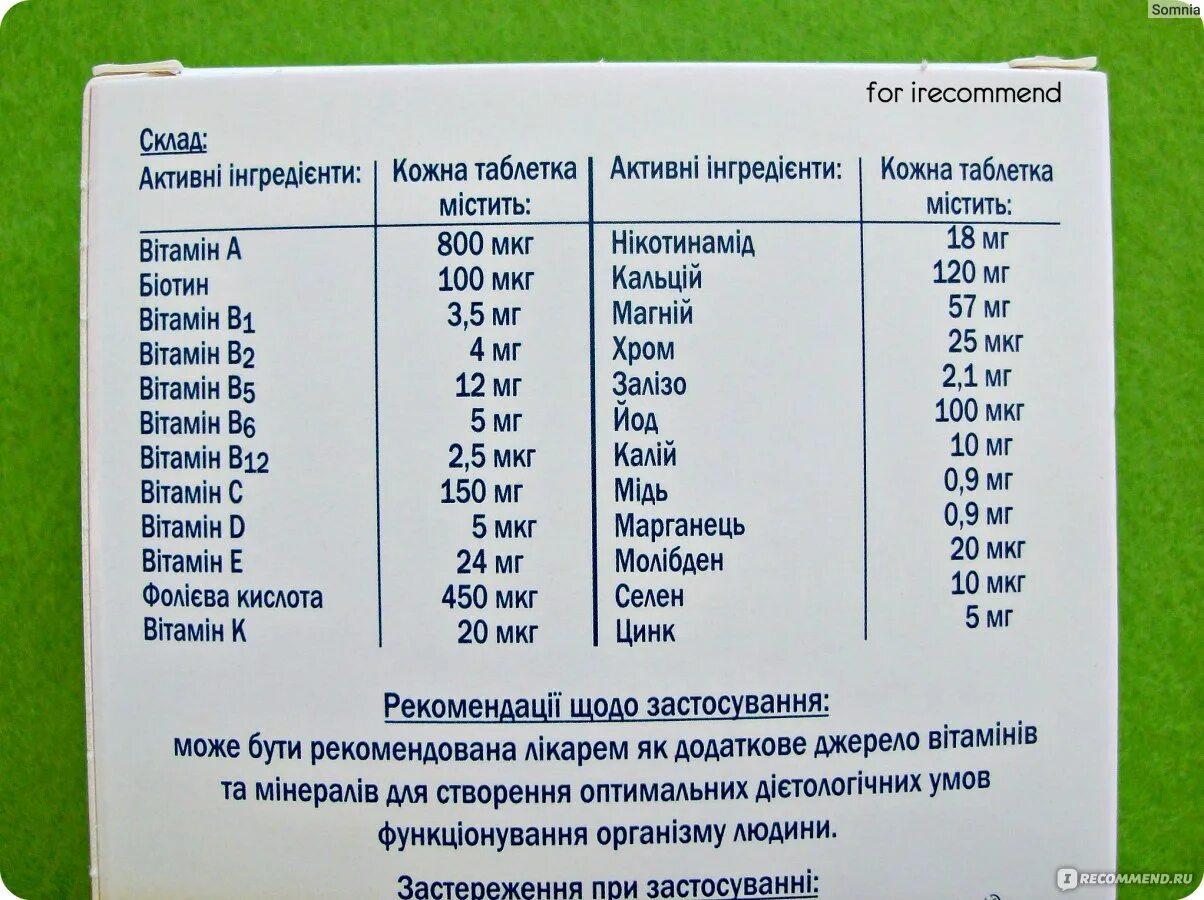 Somnia
for irecommend
Склад:
Активні інгредієнти: Кожна таблетка містить: Активні інгредієнти: Кожна таблетка містить:
Вітамін А 800 мкг Нікотинамід 18 мг
Біотин 100 мкг Кальцій 120 мг
Вітамін В1 3,5 мг Магній 57 мг
Вітамін В2 4 мг Хром 25 мкг
Вітамін В5 12 мг Залізо 2,1 мг
Вітамін В6 5 мг Йод 100 мкг
Вітамін В12 2,5 мкг Калій 10 мг
Вітамін С 150 мг Мідь 0,9 мг
Вітамін D 5 мкг Марганець 0,9 мг
Вітамін Е 24 мг Молібден 20 мкг
Фолієва кислота 450 мкг Селен 10 мкг
Вітамін К 20 мкг Цинк 5 мг
Рекомендації щодо застосування:
може бути рекомендована лікарем як додаткове джерело вітамінів
та мінералів для створення оптимальних дієтологічних умов
функціонування організму людини.
Застереження при застосуванні:
IRECOMMEND.RU